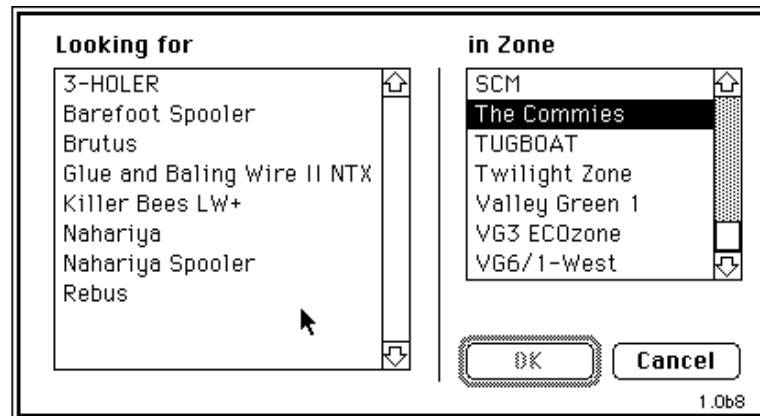 Looking for
3-HOLER
Barefoot Spooler
Brutus
Glue and Baling Wire II NTX
Killer Bees LW+
Nahariya
Nahariya Spooler
Rebus
in Zone
SCM
The Commies
TUGBOAT
Twilight Zone
Valley Green 1
VG3 ECOzone
VG6/1-West
OK
Cancel
1.0b8